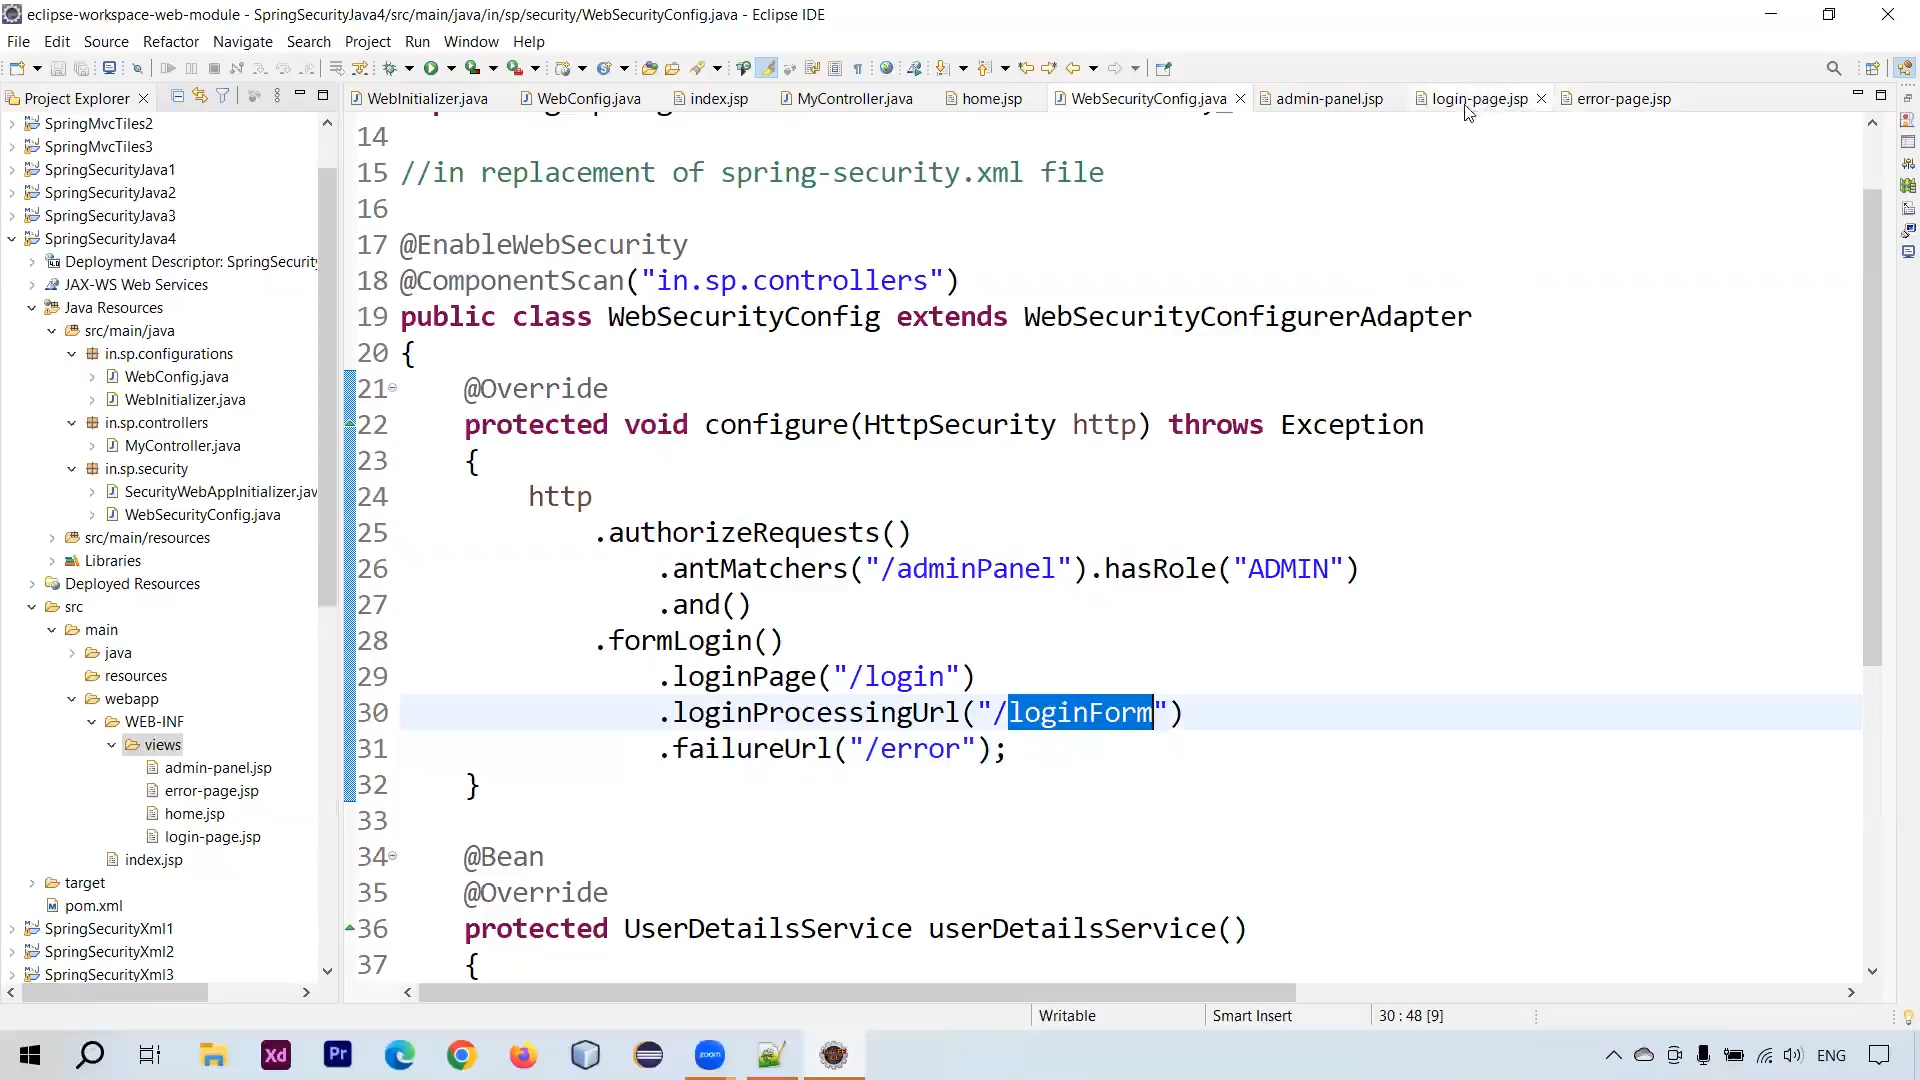 eclipse-workspace-web-module - SpringSecurityJava4/src/main/java/in/sp/security/WebSecurityConfig.java - Eclipse IDE
File Edit Source Refactor Navigate Search Project Run Window Help
Project Explorer
WebInitializer.java WebConfig.java index.jsp MyController.java home.jsp WebSecurityConfig.java admin-panel.jsp login-page.jsp error-page.jsp
SpringMvcTiles2
SpringMvcTiles3
SpringSecurityJava1
SpringSecurityJava2
SpringSecurityJava3
SpringSecurityJava4
Deployment Descriptor: SpringSecurity
JAX-WS Web Services
Java Resources
src/main/java
in.sp.configurations
WebConfig.java
WebInitializer.java
in.sp.controllers
MyController.java
in.sp.security
SecurityWebAppInitializer.jav
WebSecurityConfig.java
src/main/resources
Libraries
Deployed Resources
src
main
java
resources
webapp
WEB-INF
views
admin-panel.jsp
error-page.jsp
home.jsp
login-page.jsp
index.jsp
target
pom.xml
SpringSecurityXml1
SpringSecurityXml2
SpringSecurityXml3
14
15 //in replacement of spring-security.xml file
16
17 @EnableWebSecurity
18 @ComponentScan("in.sp.controllers")
19 public class WebSecurityConfig extends WebSecurityConfigurerAdapter
20 {
21 @Override
22 protected void configure(HttpSecurity http) throws Exception
23 {
24 http
25 .authorizeRequests()
26 .antMatchers("/adminPanel").hasRole("ADMIN")
27 .and()
28 .formLogin()
29 .loginPage("/login")
30 .loginProcessingUrl("/loginForm")
31 .failureUrl("/error");
32 }
33
34 @Bean
35 @Override
36 protected UserDetailsService userDetailsService()
37 {
Writable Smart Insert 30 : 48 [9]
Xd Pr zoom ENG